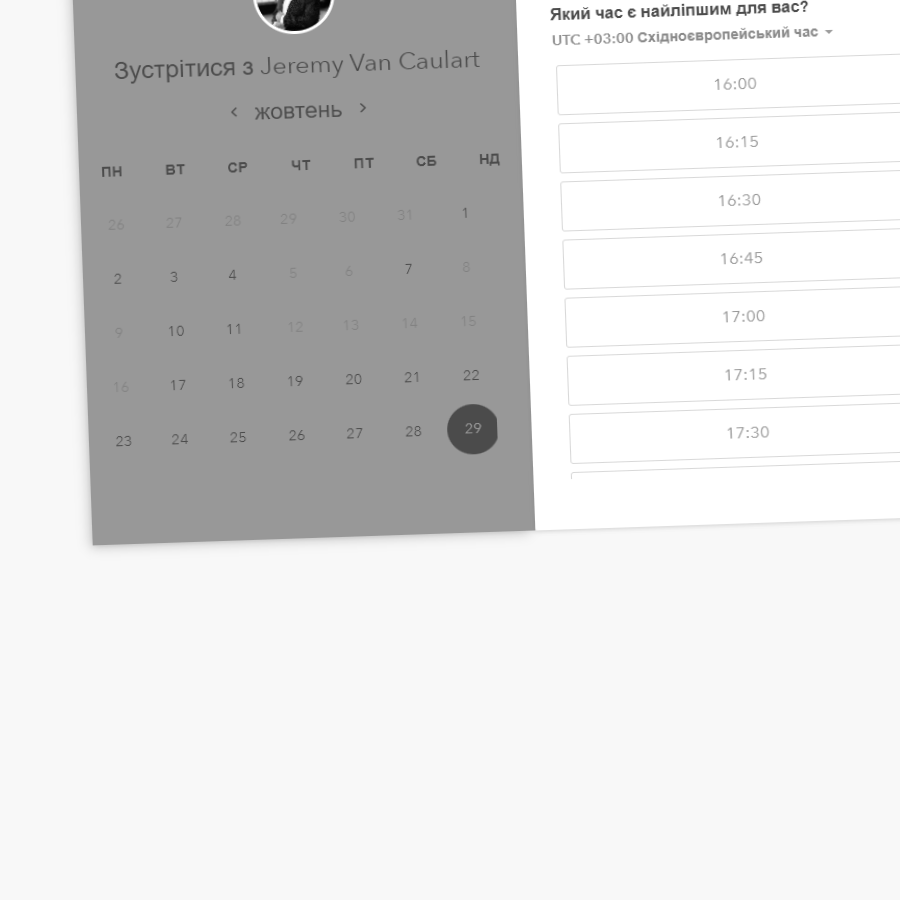 Зустрітися з Jeremy Van Caulart
‹ жовтень ›
ПН ВТ СР ЧТ ПТ СБ НД
26 27 28 29 30 31 1
2 3 4 5 6 7 8
9 10 11 12 13 14 15
16 17 18 19 20 21 22
23 24 25 26 27 28 29
Який час є найліпшим для вас?
UTC +03:00 Східноєвропейський час
16:00
16:15
16:30
16:45
17:00
17:15
17:30